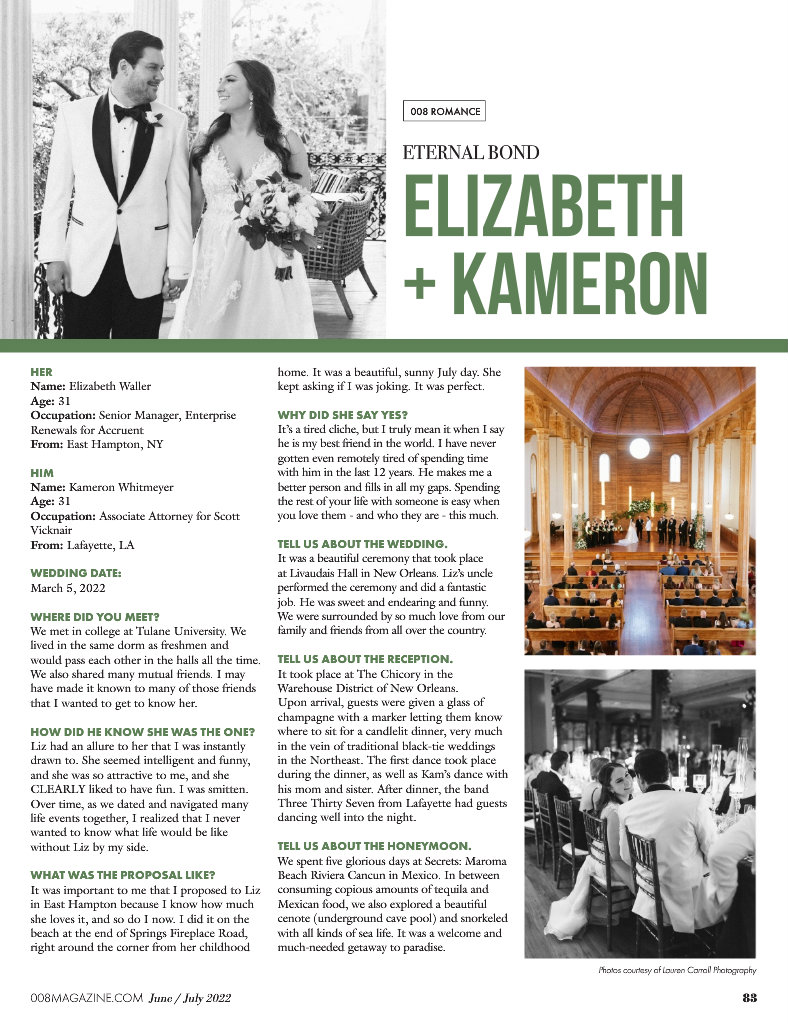 008 ROMANCE
ETERNAL BOND
ELIZABETH
+ KAMERON
HER
Name: Elizabeth Waller
Age: 31
Occupation: Senior Manager, Enterprise
Renewals for Accruent
From: East Hampton, NY
HIM
Name: Kameron Whitmeyer
Age: 31
Occupation: Associate Attorney for Scott
Vicknair
From: Lafayette, LA
WEDDING DATE:
March 5, 2022
WHERE DID YOU MEET?
We met in college at Tulane University. We
lived in the same dorm as freshmen and
would pass each other in the halls all the time.
We also shared many mutual friends. I may
have made it known to many of those friends
that I wanted to get to know her.
HOW DID HE KNOW SHE WAS THE ONE?
Liz had an allure to her that I was instantly
drawn to. She seemed intelligent and funny,
and she was so attractive to me, and she
CLEARLY liked to have fun. I was smitten.
Over time, as we dated and navigated many
life events together, I realized that I never
wanted to know what life would be like
without Liz by my side.
WHAT WAS THE PROPOSAL LIKE?
It was important to me that I proposed to Liz
in East Hampton because I know how much
she loves it, and so do I now. I did it on the
beach at the end of Springs Fireplace Road,
right around the corner from her childhood
home. It was a beautiful, sunny July day. She
kept asking if I was joking. It was perfect.
WHY DID SHE SAY YES?
It's a tired cliche, but I truly mean it when I say
he is my best friend in the world. I have never
gotten even remotely tired of spending time
with him in the last 12 years. He makes me a
better person and fills in all my gaps. Spending
the rest of your life with someone is easy when
you love them - and who they are - this much.
TELL US ABOUT THE WEDDING.
It was a beautiful ceremony that took place
at Livaudais Hall in New Orleans. Liz's uncle
performed the ceremony and did a fantastic
job. He was sweet and endearing and funny.
We were surrounded by so much love from our
family and friends from all over the country.
TELL US ABOUT THE RECEPTION.
It took place at The Chicory in the
Warehouse District of New Orleans.
Upon arrival, guests were given a glass of
champagne with a marker letting them know
where to sit for a candlelit dinner, very much
in the vein of traditional black-tie weddings
in the Northeast. The first dance took place
during the dinner, as well as Kam's dance with
his mom and sister. After dinner, the band
Three Thirty Seven from Lafayette had guests
dancing well into the night.
TELL US ABOUT THE HONEYMOON.
We spent five glorious days at Secrets: Maroma
Beach Riviera Cancun in Mexico. In between
consuming copious amounts of tequila and
Mexican food, we also explored a beautiful
cenote (underground cave pool) and snorkeled
with all kinds of sea life. It was a welcome and
much-needed getaway to paradise.
Photos courtesy of Lauren Carroll Photography
008MAGAZINE.COM June / July 2022
83